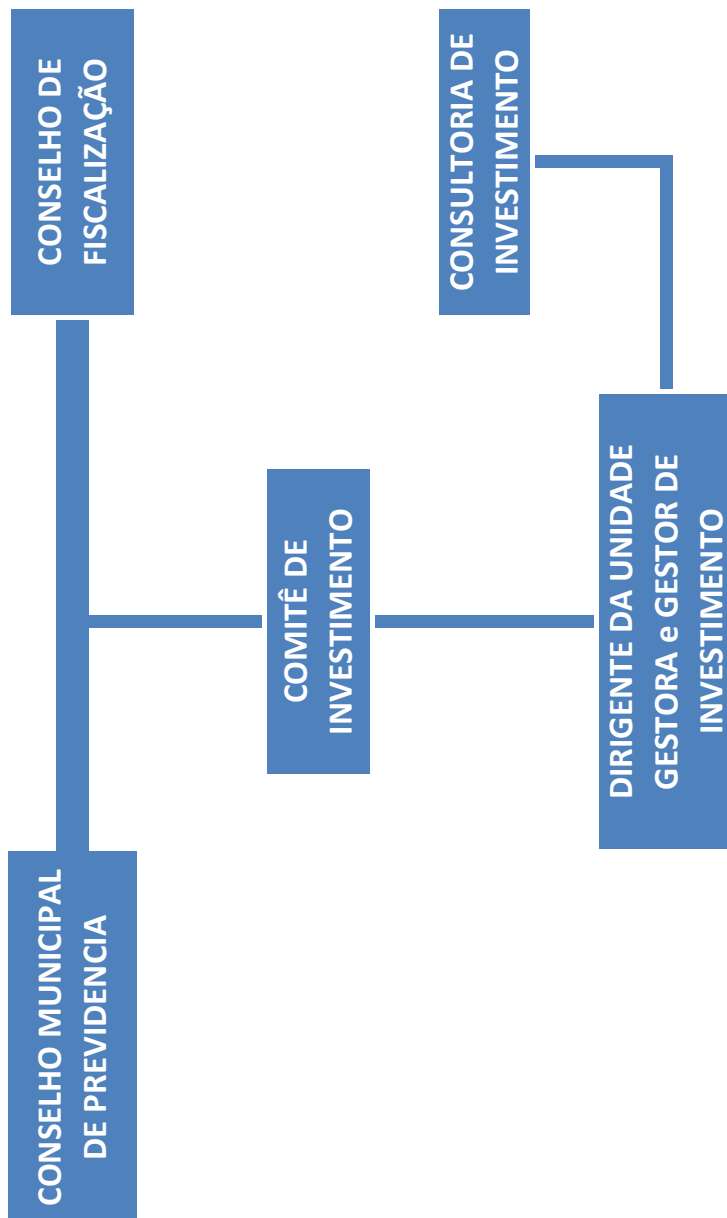 CONSELHO MUNICIPAL
DE PREVIDENCIA
CONSELHO DE
FISCALIZAÇÃO
COMITÊ DE
INVESTIMENTO
DIRIGENTE DA UNIDADE
GESTORA e GESTOR DE
INVESTIMENTO
CONSULTORIA DE
INVESTIMENTO